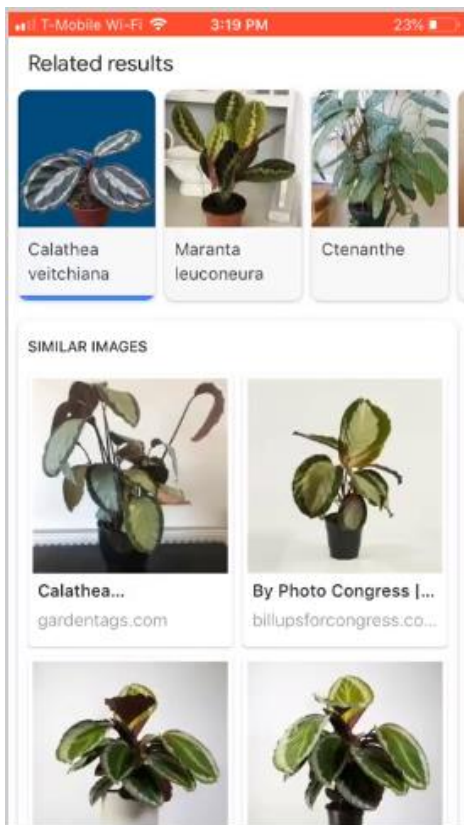 T-Mobile Wi-Fi 3:19 PM 23%
Related results
Calathea
veitchiana
Maranta
leuconeura
Ctenanthe
SIMILAR IMAGES
Calathea...
gardentags.com
By Photo Congress |...
billupsforcongress.co...